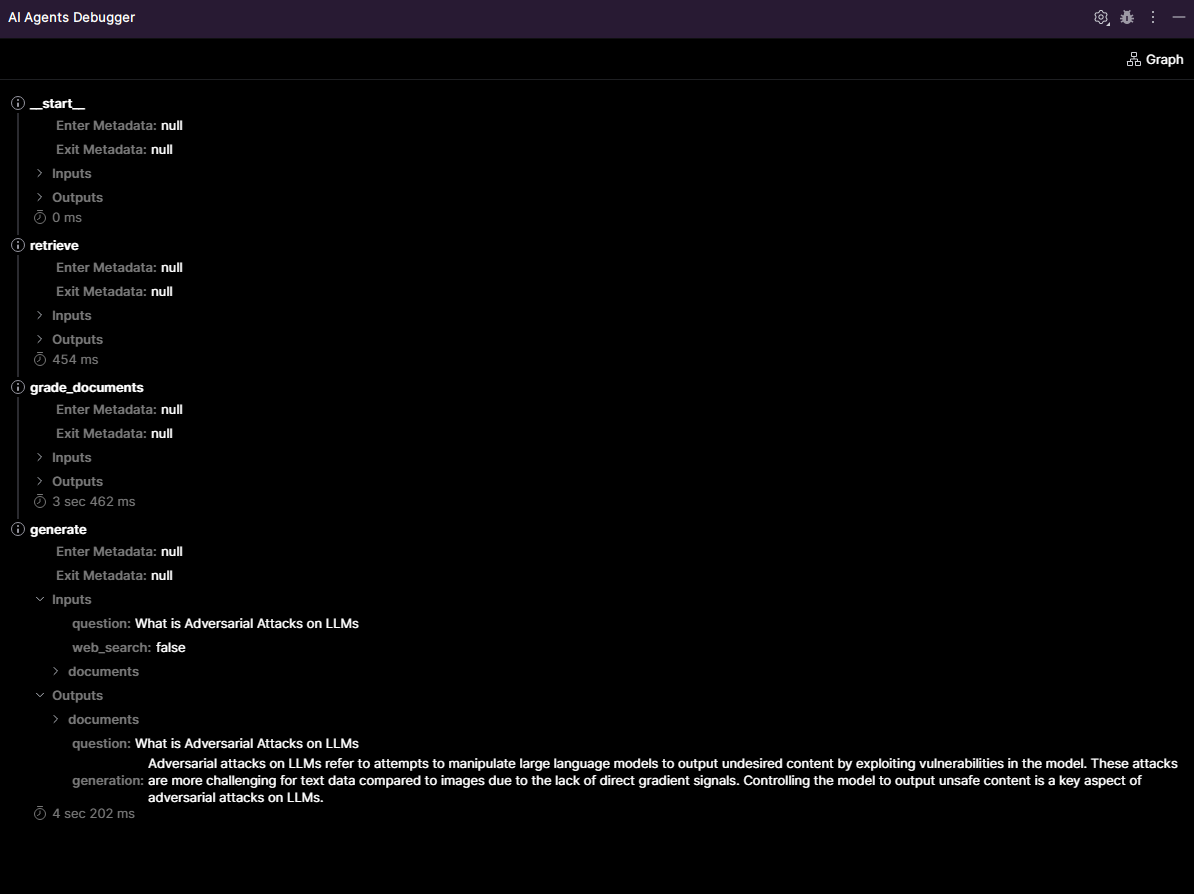 AI Agents Debugger
Graph
__start__
Enter Metadata: null
Exit Metadata: null
Inputs
Outputs
0 ms
retrieve
Enter Metadata: null
Exit Metadata: null
Inputs
Outputs
454 ms
grade_documents
Enter Metadata: null
Exit Metadata: null
Inputs
Outputs
3 sec 462 ms
generate
Enter Metadata: null
Exit Metadata: null
Inputs
question: What is Adversarial Attacks on LLMs
web_search: false
documents
Outputs
documents
question: What is Adversarial Attacks on LLMs
generation: Adversarial attacks on LLMs refer to attempts to manipulate large language models to output undesired content by exploiting vulnerabilities in the model. These attacks
are more challenging for text data compared to images due to the lack of direct gradient signals. Controlling the model to output unsafe content is a key aspect of
adversarial attacks on LLMs.
4 sec 202 ms